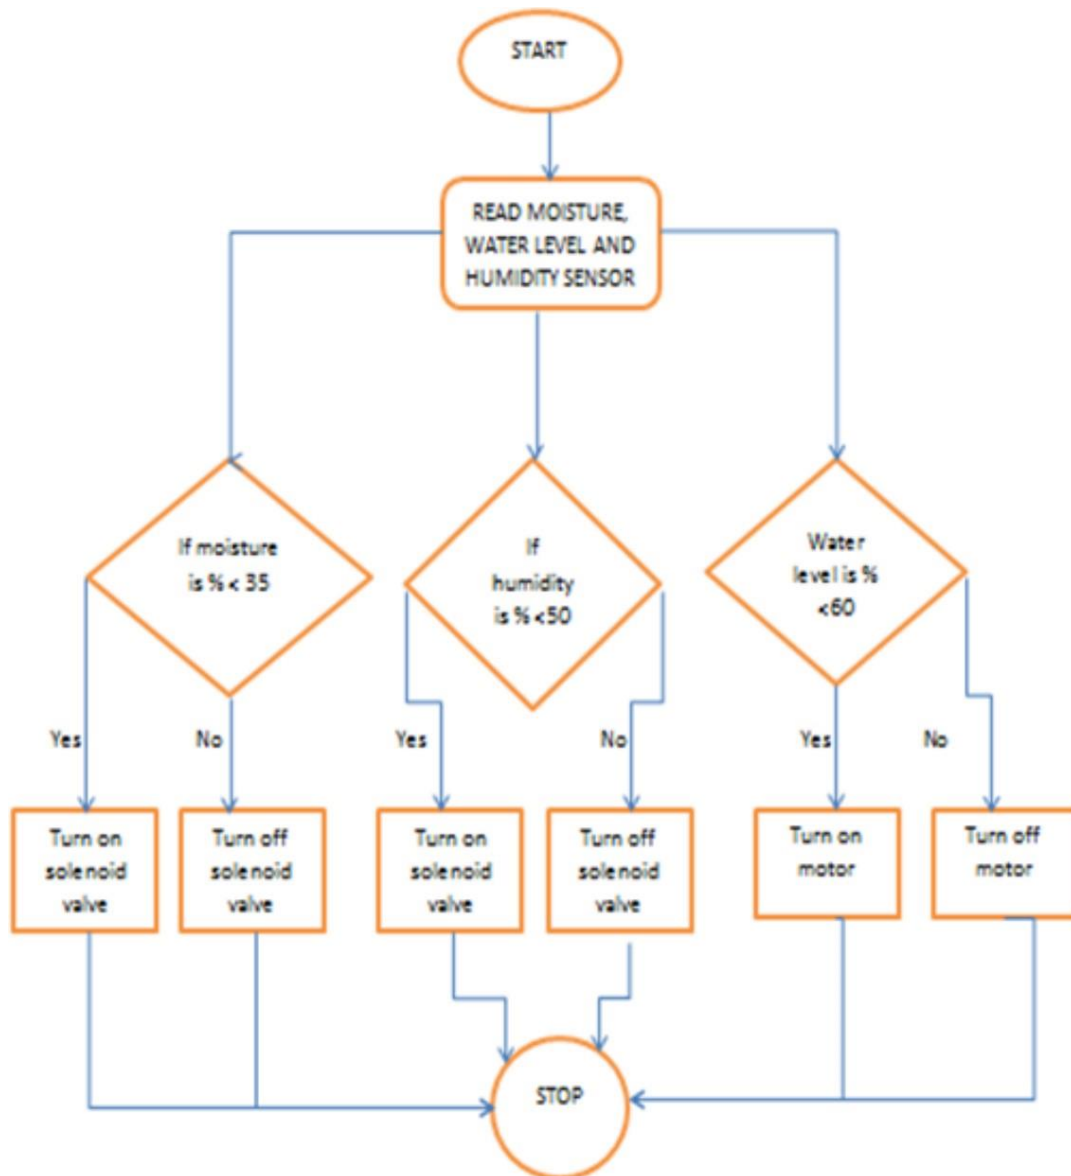 START
READ MOISTURE,
WATER LEVEL AND
HUMIDITY SENSOR
If moisture
is % < 35
If
humidity
is % <50
Water
level is %
<60
Yes
No
Yes
No
Yes
No
Turn on
solenoid
valve
Turn off
solenoid
valve
Turn on
solenoid
valve
Turn off
solenoid
valve
Turn on
motor
Turn off
motor
STOP